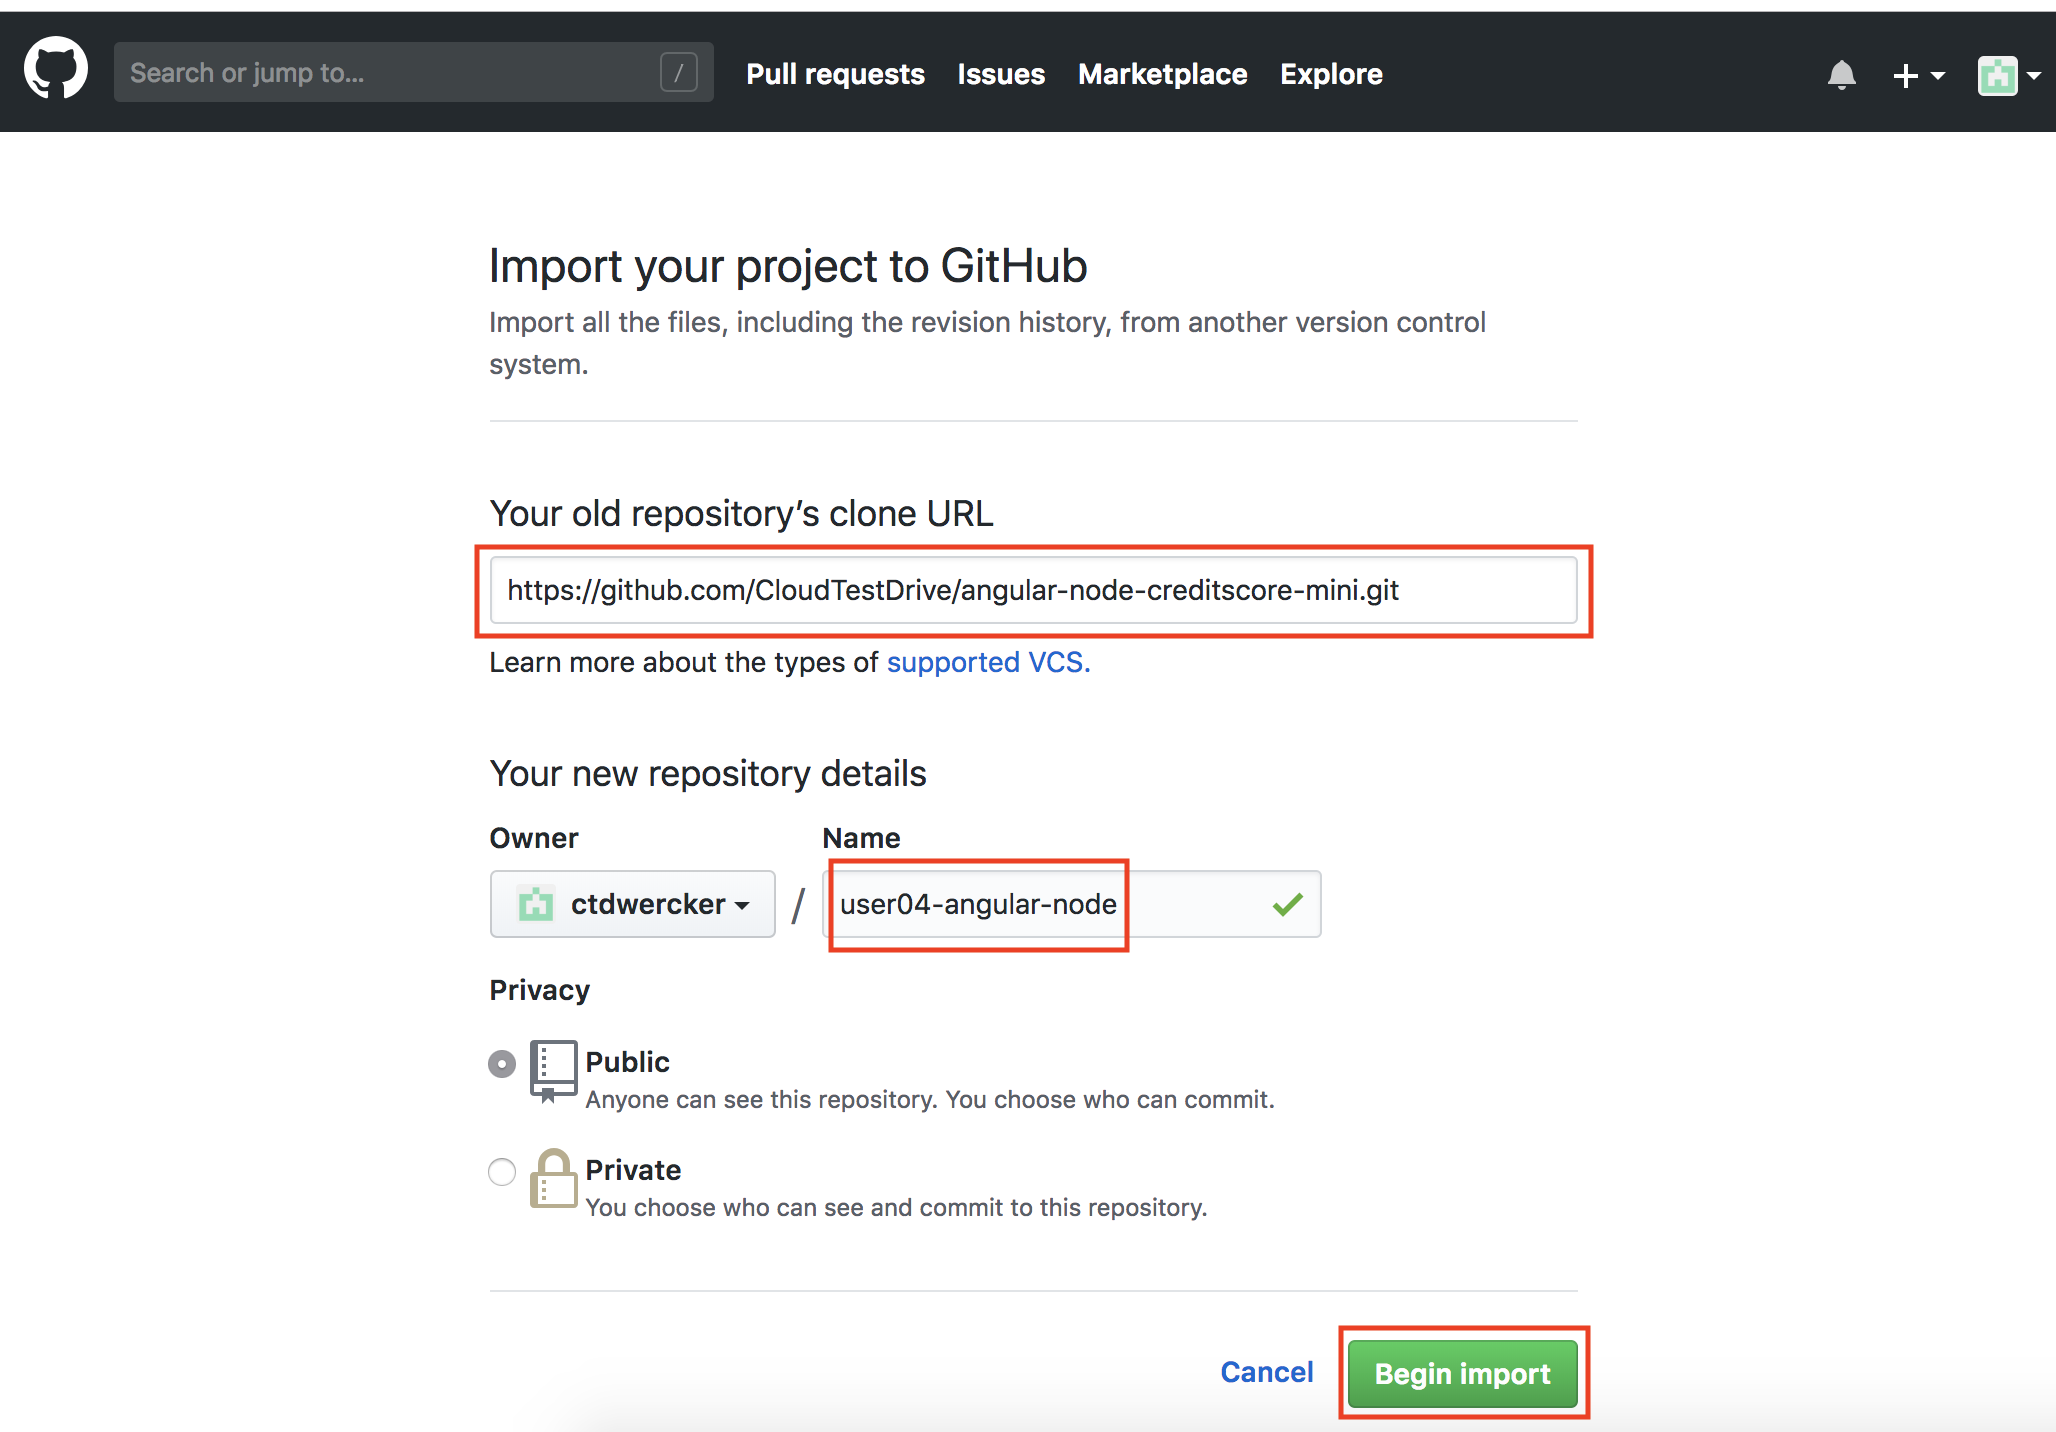 Search or jump to... / Pull requests Issues Marketplace Explore
Import your project to GitHub
Import all the files, including the revision history, from another version control
system.
Your old repository’s clone URL
https://github.com/CloudTestDrive/angular-node-creditscore-mini.git
Learn more about the types of supported VCS.
Your new repository details
Owner Name
ctdwercker / user04-angular-node
Privacy
Public
Anyone can see this repository. You choose who can commit.
Private
You choose who can see and commit to this repository.
Cancel Begin import